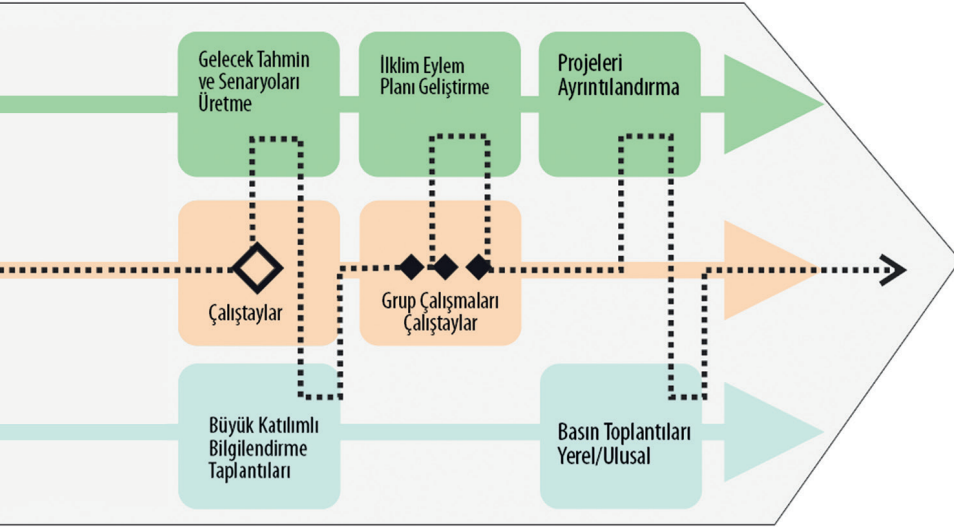 Gelecek Tahmin
ve Senaryoları
Üretme
İlklim Eylem
Planı Geliştirme
Projeleri
Ayrıntılandırma
Çalıştaylar
Grup Çalışmaları
Çalıştaylar
Büyük Katılımlı
Bilgilendirme
Taplantıları
Basın Toplantıları
Yerel/Ulusal